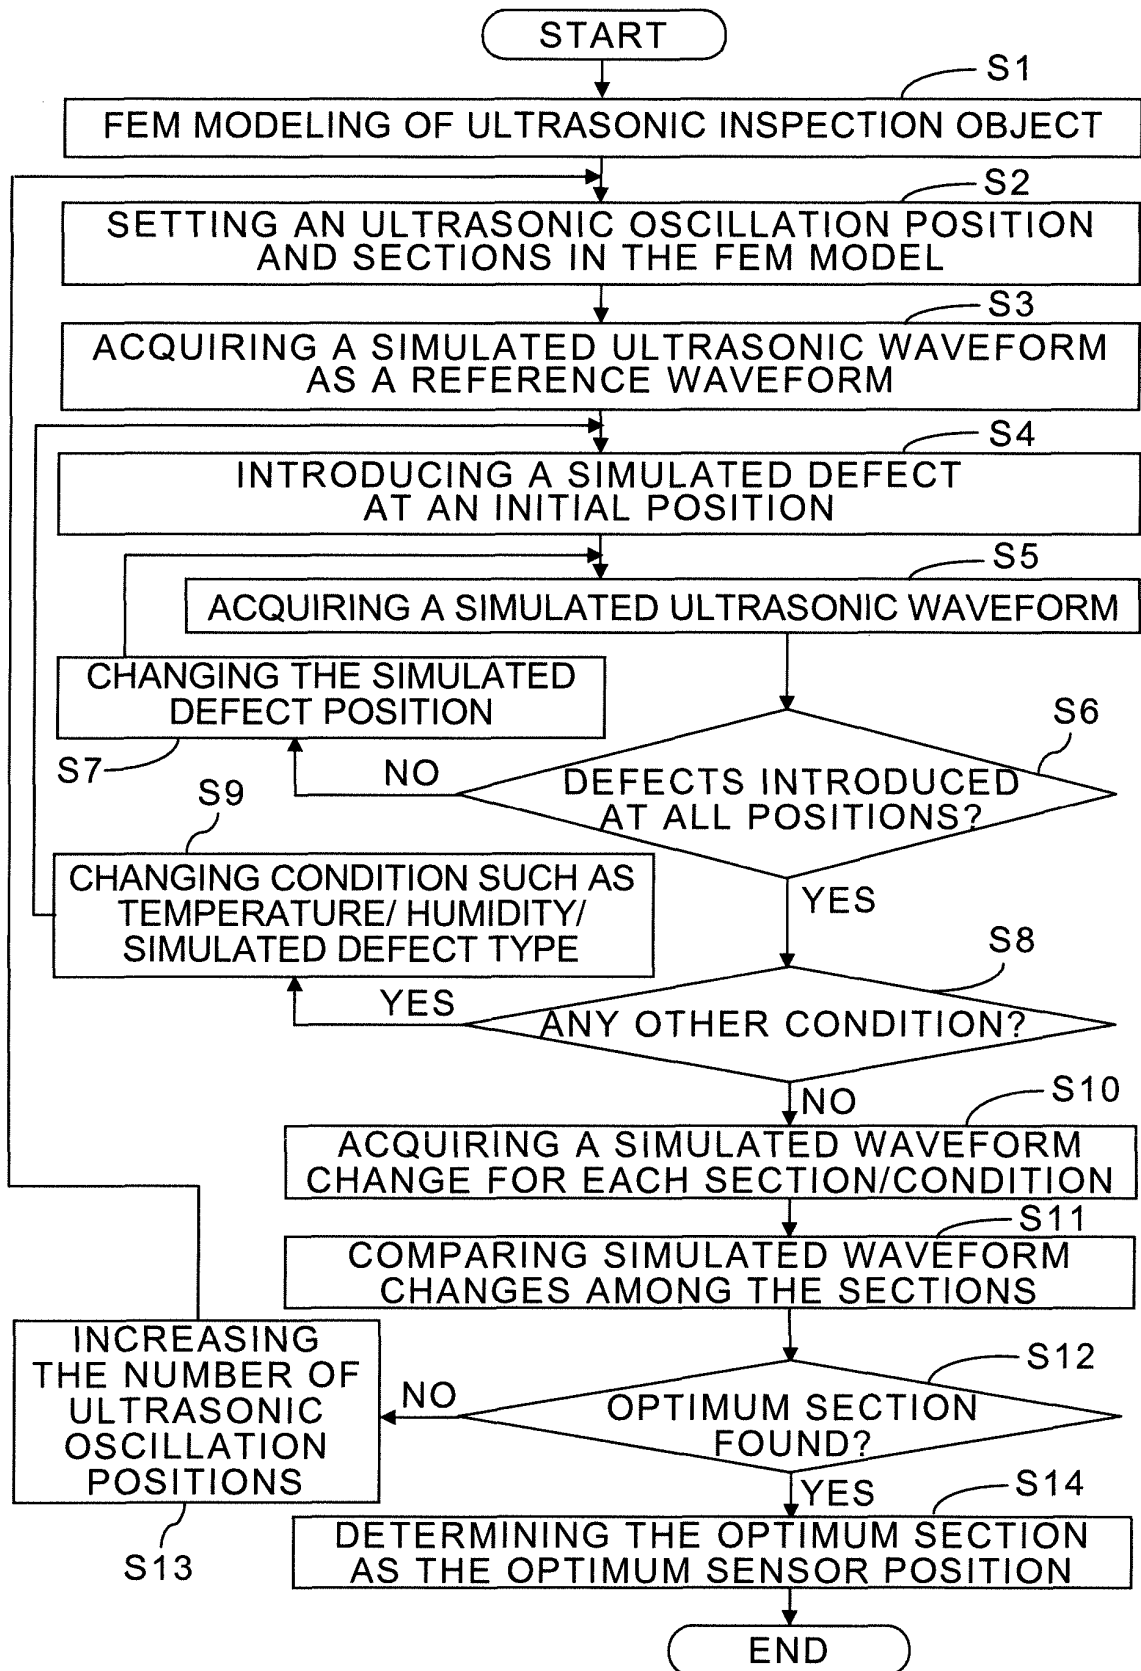 START
S1
FEM MODELING OF ULTRASONIC INSPECTION OBJECT
S2
SETTING AN ULTRASONIC OSCILLATION POSITION
AND SECTIONS IN THE FEM MODEL
S3
ACQUIRING A SIMULATED ULTRASONIC WAVEFORM
AS A REFERENCE WAVEFORM
S4
INTRODUCING A SIMULATED DEFECT
AT AN INITIAL POSITION
S5
ACQUIRING A SIMULATED ULTRASONIC WAVEFORM
CHANGING THE SIMULATED
DEFECT POSITION
S7
NO
S6
DEFECTS INTRODUCED
AT ALL POSITIONS?
YES
S9
CHANGING CONDITION SUCH AS
TEMPERATURE/ HUMIDITY/
SIMULATED DEFECT TYPE
YES
S8
ANY OTHER CONDITION?
NO
S10
ACQUIRING A SIMULATED WAVEFORM
CHANGE FOR EACH SECTION/CONDITION
S11
COMPARING SIMULATED WAVEFORM
CHANGES AMONG THE SECTIONS
S12
OPTIMUM SECTION
FOUND?
NO
INCREASING
THE NUMBER OF
ULTRASONIC
OSCILLATION
POSITIONS
S13
YES
S14
DETERMINING THE OPTIMUM SECTION
AS THE OPTIMUM SENSOR POSITION
END